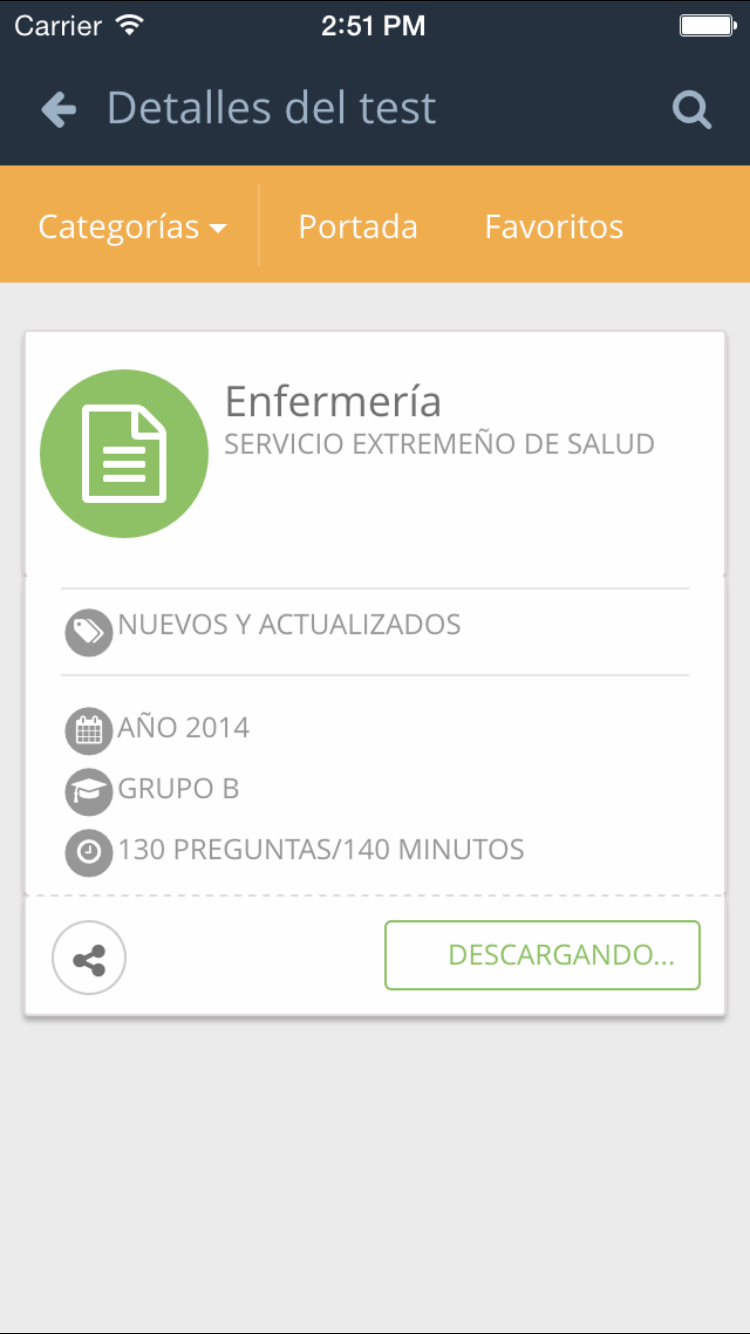 Carrier 2:51 PM
Detalles del test
Categorías Portada Favoritos
Enfermería
SERVICIO EXTREMEÑO DE SALUD
NUEVOS Y ACTUALIZADOS
AÑO 2014
GRUPO B
130 PREGUNTAS/140 MINUTOS
DESCARGANDO...